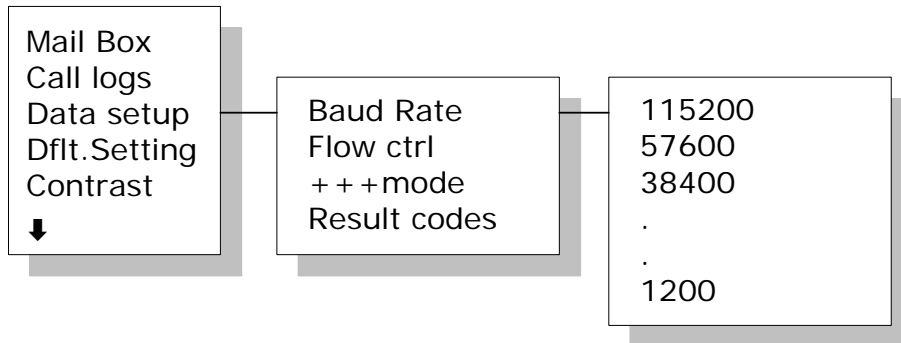 Mail Box
Call logs
Data setup
Dflt.Setting
Contrast
⬇
Baud Rate
Flow ctrl
+++mode
Result codes
115200
57600
38400
.
.
1200